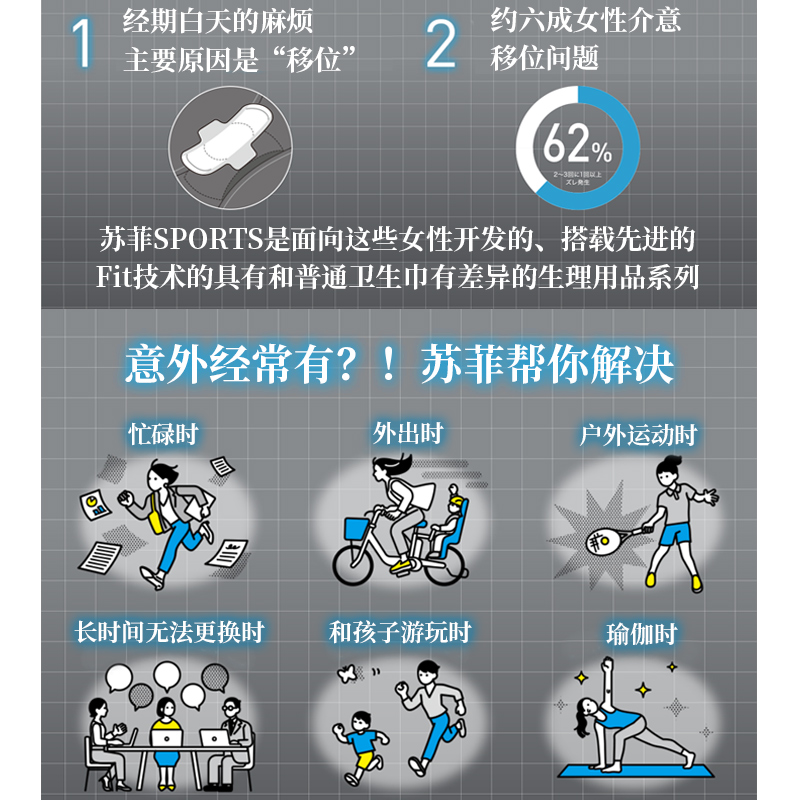 1 经期白天的麻烦
主要原因是“移位”
2 约六成女性介意
移位问题
62%
2～3回に1回以上
ズレ発生
苏菲SPORTS是面向这些女性开发的、搭载先进的
Fit技术的具有和普通卫生巾有差异的生理用品系列
意外经常有？！苏菲帮你解决
忙碌时
外出时
户外运动时
长时间无法更换时
和孩子游玩时
瑜伽时